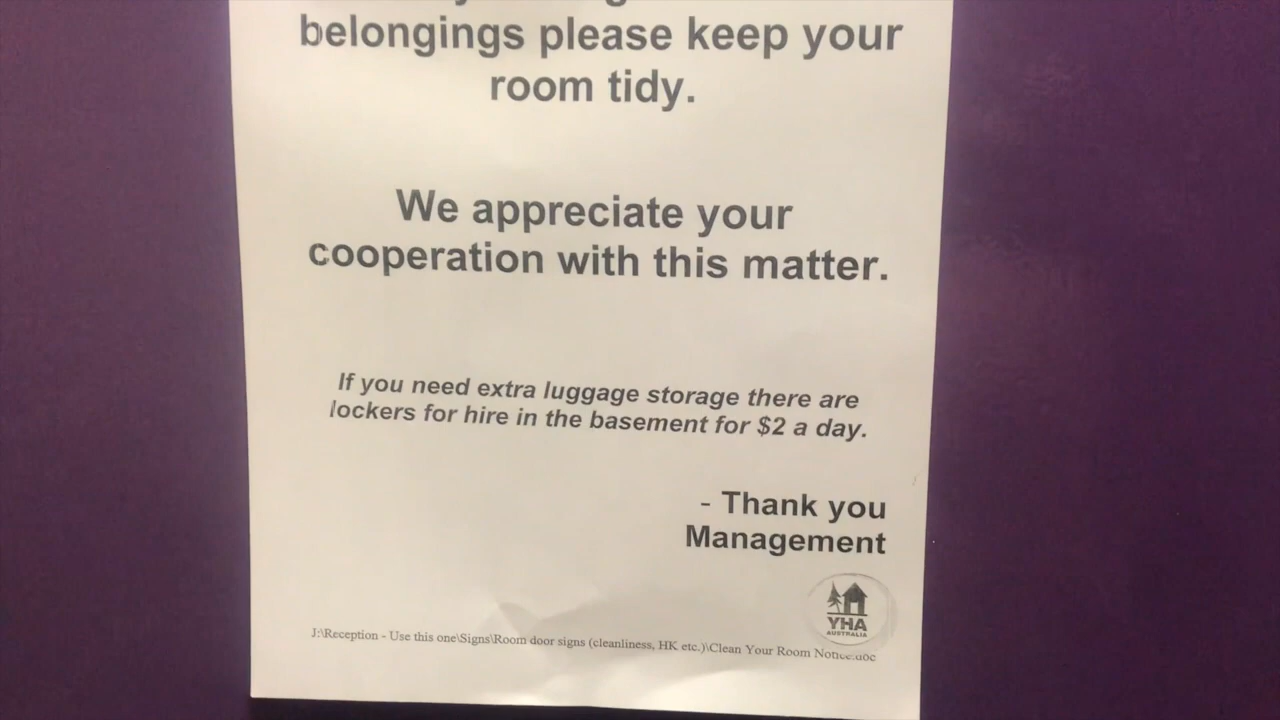 belongings please keep your
room tidy.
We appreciate your
cooperation with this matter.
If you need extra luggage storage there are
lockers for hire in the basement for $2 a day.
- Thank you
Management
YHA
AUSTRALIA
J:\Reception - Use this one\Signs\Room door signs (cleanliness, HK etc.)\Clean Your Room Notice.doc